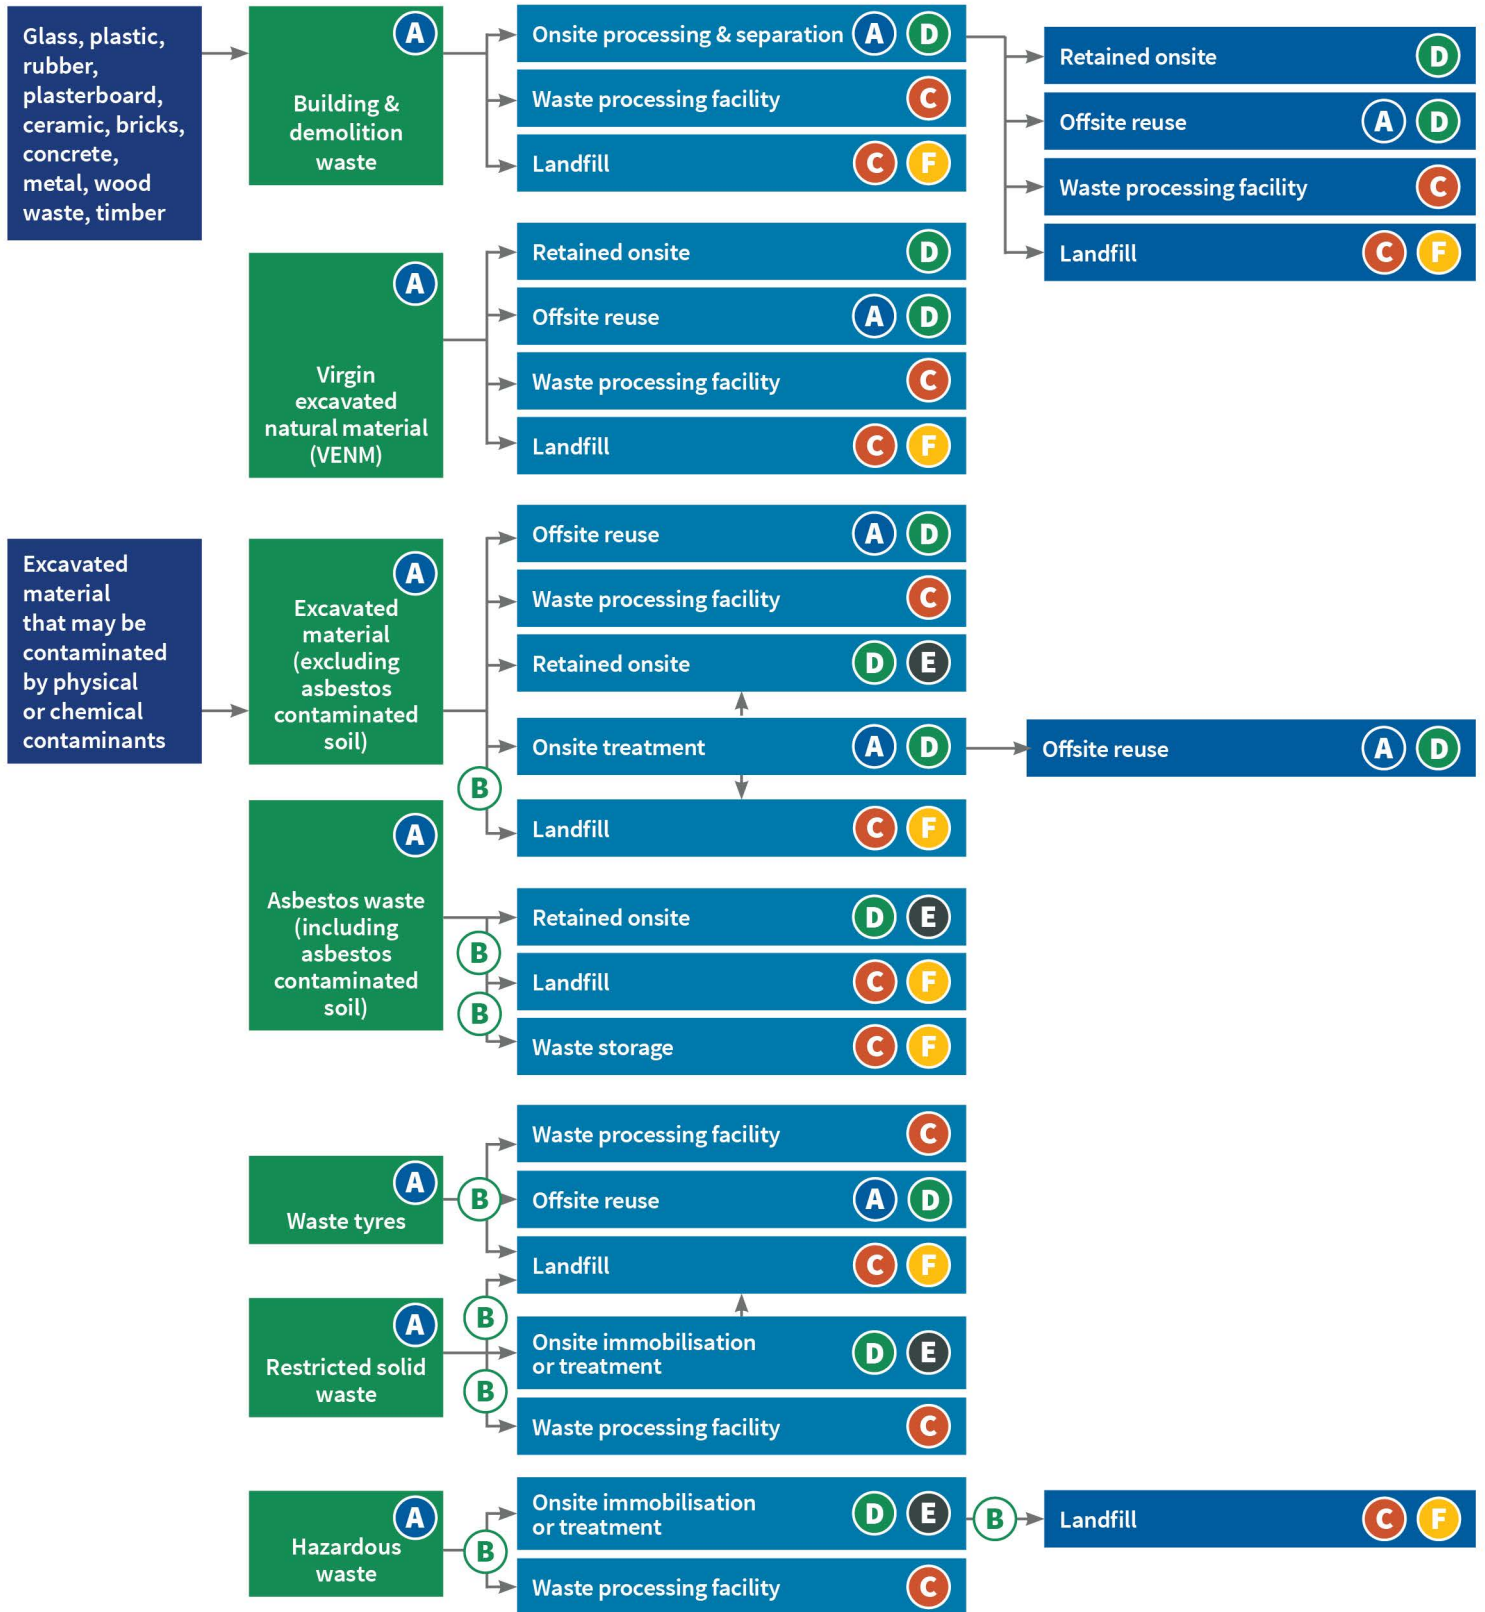 Glass, plastic,
rubber,
plasterboard,
ceramic, bricks,
concrete,
metal, wood
waste, timber
A
Building &
demolition
waste
Onsite processing & separation A D
Waste processing facility C
Landfill C F
Retained onsite D
Offsite reuse A D
Waste processing facility C
Landfill C F
A
Virgin
excavated
natural material
(VENM)
Retained onsite D
Offsite reuse A D
Waste processing facility C
Landfill C F
Excavated
material
that may be
contaminated
by physical
or chemical
contaminants
A
Excavated
material
(excluding
asbestos
contaminated
soil)
B
Offsite reuse A D
Waste processing facility C
Retained onsite D E
Onsite treatment A D
Landfill C F
Offsite reuse A D
A
Asbestos waste
(including
asbestos
contaminated
soil)
B
B
Retained onsite D E
Landfill C F
Waste storage C F
A
Waste tyres
B
Waste processing facility C
Offsite reuse A D
Landfill C F
A
Restricted solid
waste
B
B
Onsite immobilisation
or treatment D E
Waste processing facility C
A
Hazardous
waste
B
Onsite immobilisation
or treatment D E
Waste processing facility C
B
Landfill C F